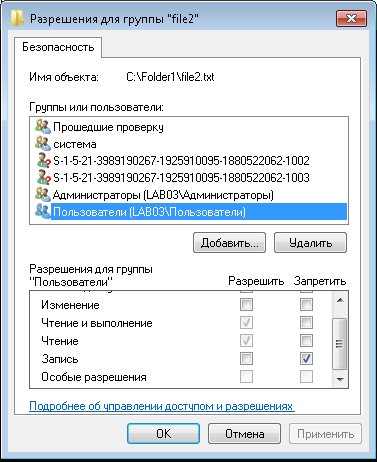 Разрешения для группы "file2"
Безопасность
Имя объекта: C:\Folder1\file2.txt
Группы или пользователи:
Прошедшие проверку
система
S-1-5-21-3989190267-1925910095-1880522062-1002
S-1-5-21-3989190267-1925910095-1880522062-1003
Администраторы (LAB03\Администраторы)
Пользователи (LAB03\Пользователи)
Добавить... Удалить
Разрешения для группы
"Пользователи" Разрешить Запретить
Изменение
Чтение и выполнение
Чтение
Запись
Особые разрешения
Подробнее об управлении доступом и разрешениях
OK Отмена Применить